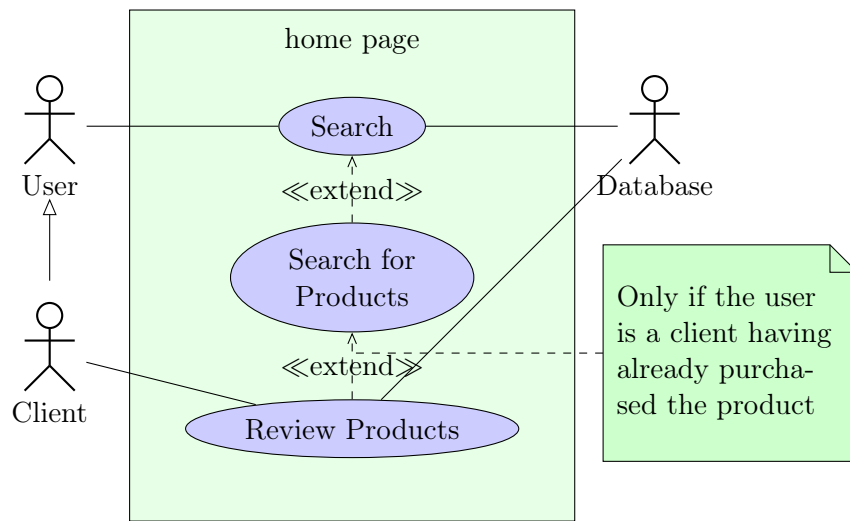 home page
Search
User
Database
≪extend≫
Search for
Products
Only if the user
is a client having
already purcha-
sed the product
≪extend≫
Client
Review Products